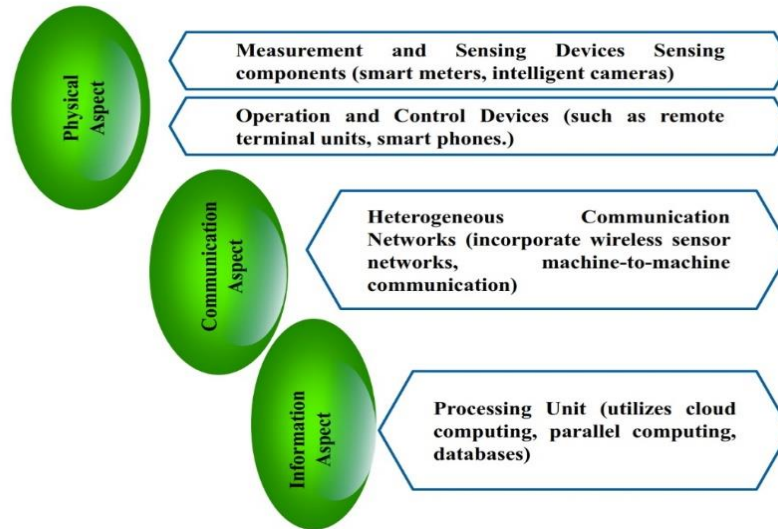 Physical
Aspect
Measurement and Sensing Devices Sensing
components (smart meters, intelligent cameras)
Operation and Control Devices (such as remote
terminal units, smart phones.)
Communication
Aspect
Heterogeneous Communication
Networks (incorporate wireless sensor
networks, machine-to-machine
communication)
Information
Aspect
Processing Unit (utilizes cloud
computing, parallel computing,
databases)